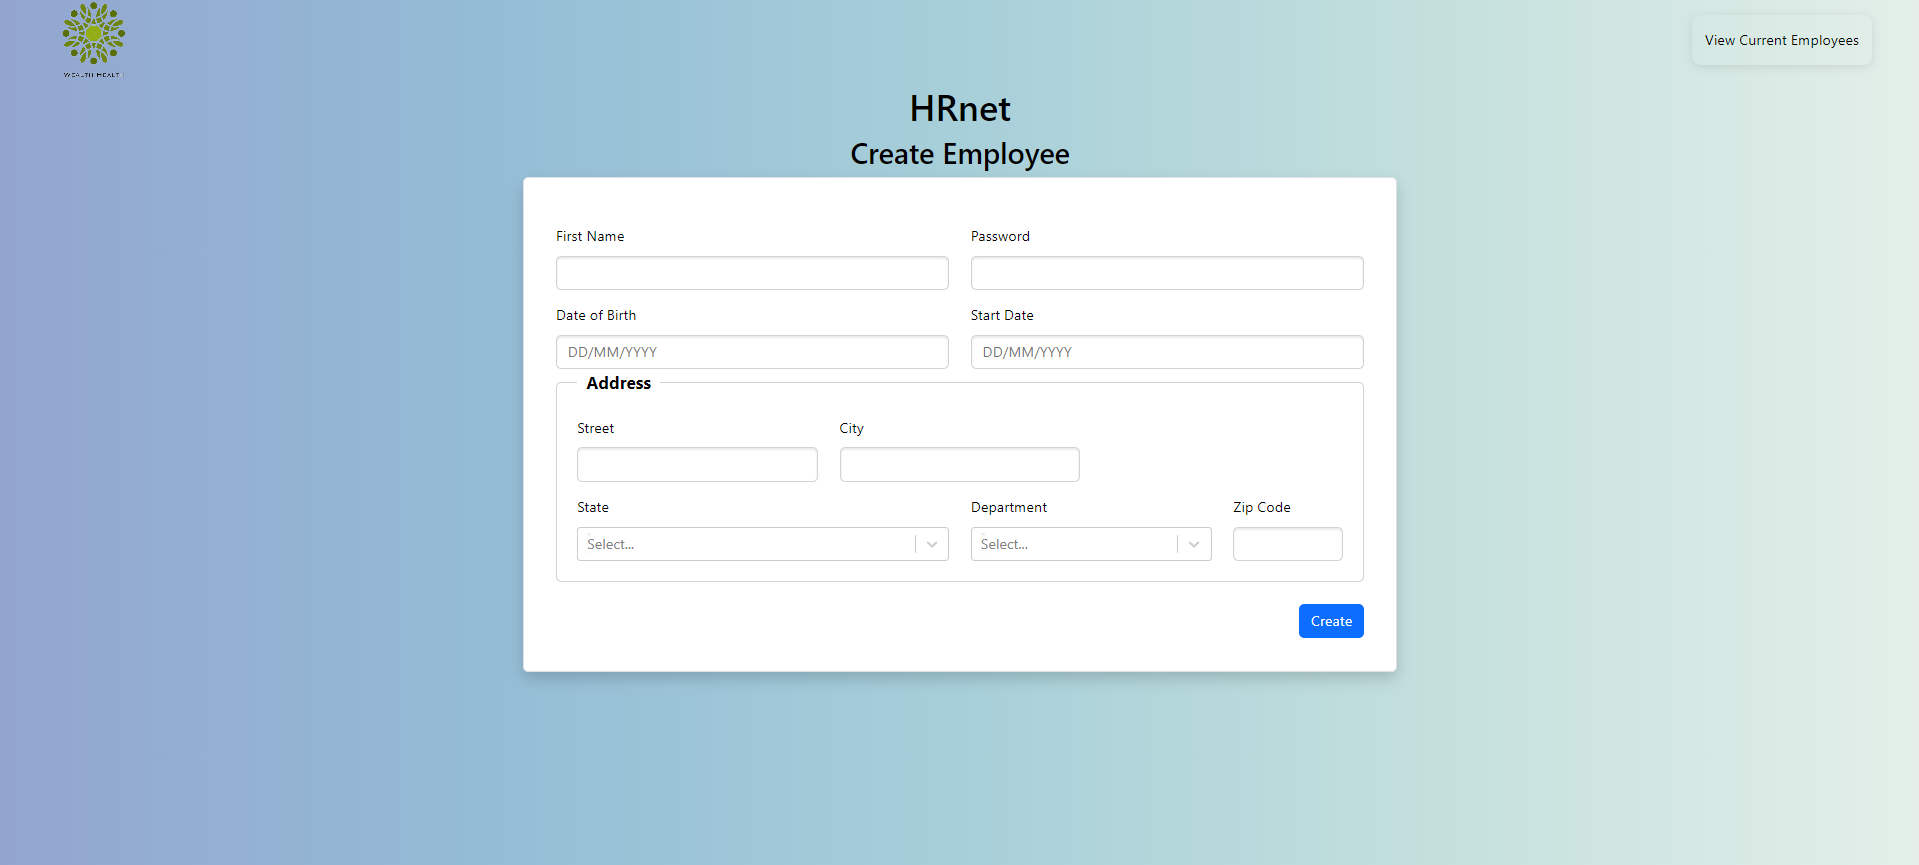 WEALTH HEALTH
View Current Employees
HRnet
Create Employee
First Name
Password
Date of Birth
Start Date
DD/MM/YYYY
DD/MM/YYYY
Address
Street
City
State
Department
Zip Code
Select...
Select...
Create